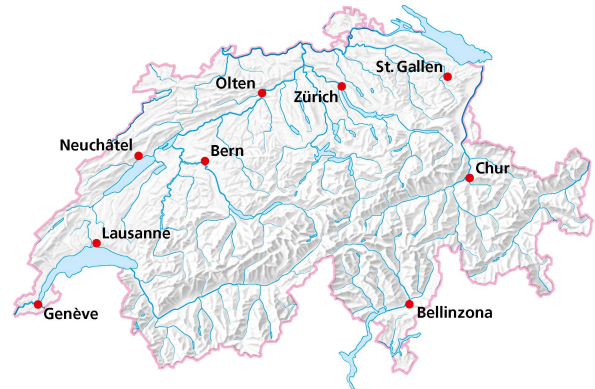 St. Gallen
Olten
Zürich
Neuchâtel
Bern
Chur
Lausanne
Genève
Bellinzona